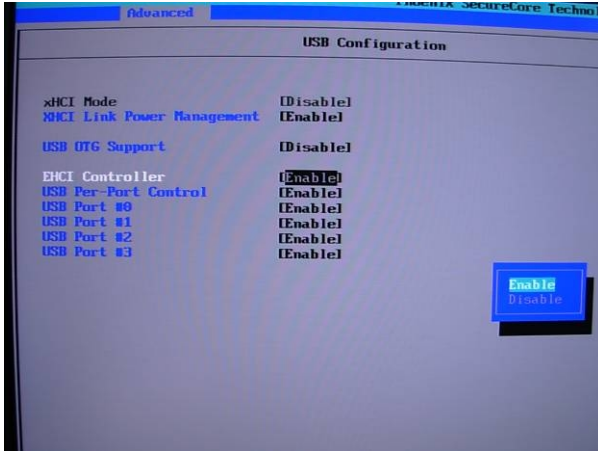 Phoenix SecureCore Techno
Advanced
USB Configuration
xHCI Mode [Disable]
XHCI Link Power Management [Enable]
USB OTG Support [Disable]
EHCI Controller [Enable]
USB Per-Port Control [Enable]
USB Port #0 [Enable]
USB Port #1 [Enable]
USB Port #2 [Enable]
USB Port #3 [Enable]
Enable
Disable